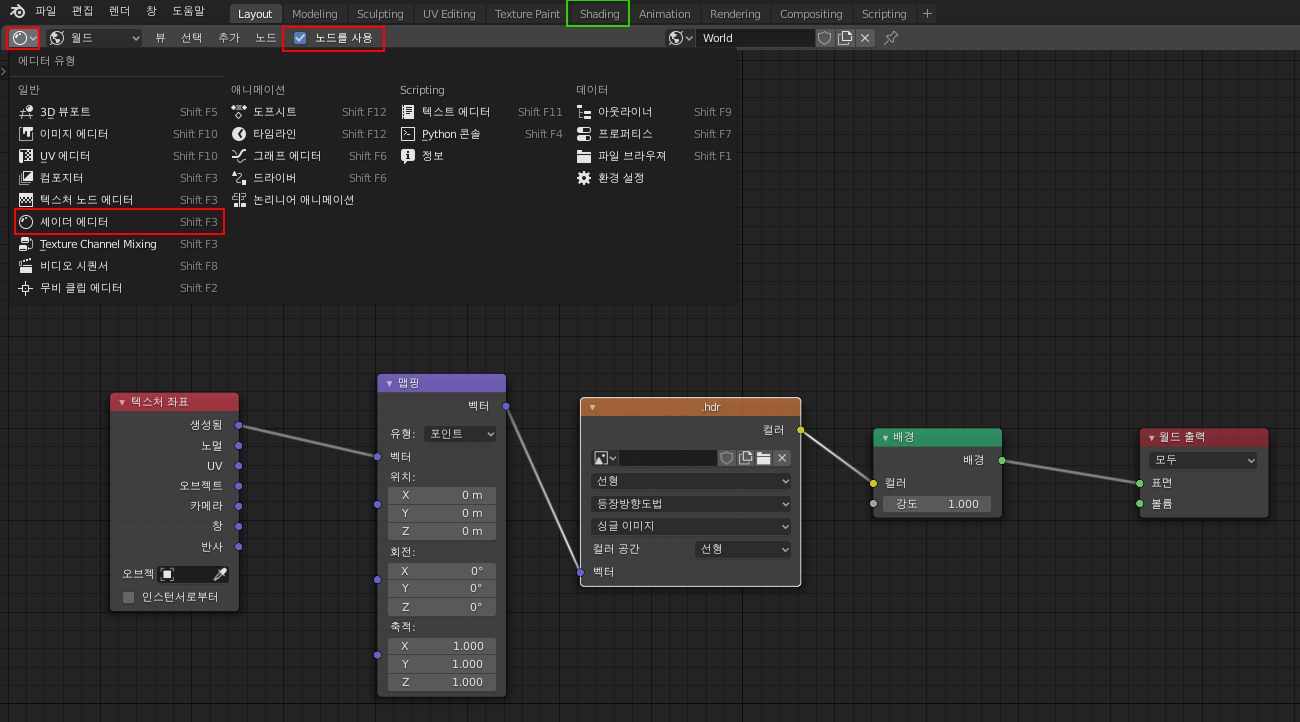 파일 편집 렌더 창 도움말 Layout Modeling Sculpting UV Editing Texture Paint Shading Animation Rendering Compositing Scripting +
월드 뷰 선택 추가 노드 노드를 사용 World
에디터 유형
일반 애니메이션 Scripting 데이터
3D 뷰포트 Shift F5 도프시트 Shift F12 텍스트 에디터 Shift F11 아웃라이너 Shift F9
이미지 에디터 Shift F10 타임라인 Shift F12 Python 콘솔 Shift F4 프로퍼티스 Shift F7
UV 에디터 Shift F10 그래프 에디터 Shift F6 정보 파일 브라우져 Shift F1
컴포지터 Shift F3 드라이버 Shift F6 환경 설정
텍스처 노드 에디터 Shift F3 논리니어 애니메이션
셰이더 에디터 Shift F3
Texture Channel Mixing Shift F3
비디오 시퀀서 Shift F8
무비 클립 에디터 Shift F2
텍스처 좌표
생성됨
노멀
UV
오브젝트
카메라
창
반사
오브젝
인스턴서로부터
맵핑
벡터
유형: 포인트
벡터
위치:
X 0 m
Y 0 m
Z 0 m
회전:
X 0°
Y 0°
Z 0°
축적:
X 1.000
Y 1.000
Z 1.000
.hdr
컬러
선형
등장방향도법
싱글 이미지
컬러 공간 선형
벡터
배경
배경
컬러
강도 1.000
월드 출력
모두
표면
볼륨